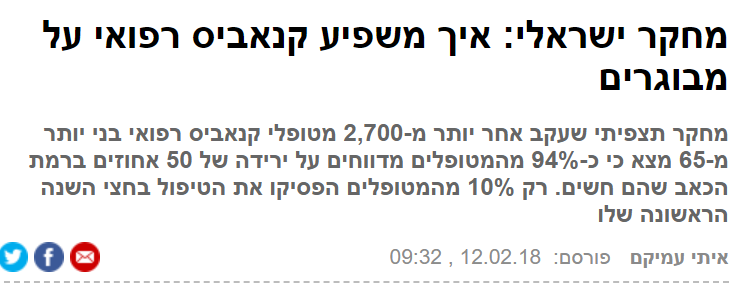 מחקר ישראלי: איך משפיע קנאביס רפואי על
מבוגרים
מחקר תצפיתי שעקב אחר יותר מ-2,700 מטופלי קנאביס רפואי בני יותר
מ-65 מצא כי כ-94% מהמטופלים מדווחים על ירידה של 50 אחוזים ברמת
הכאב שהם חשים. רק 10% מהמטופלים הפסיקו את הטיפול בחצי השנה
הראשונה שלו
איתי עמיקם פורסם: 12.02.18 , 09:32